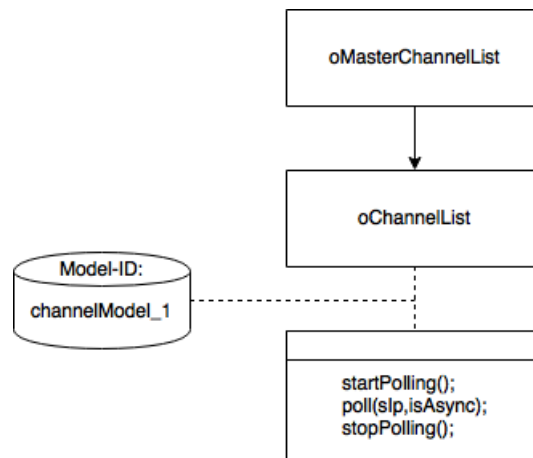 oMasterChannelList
oChannelList
Model-ID:
channelModel_1
startPolling();
poll(sIp,isAsync);
stopPolling();